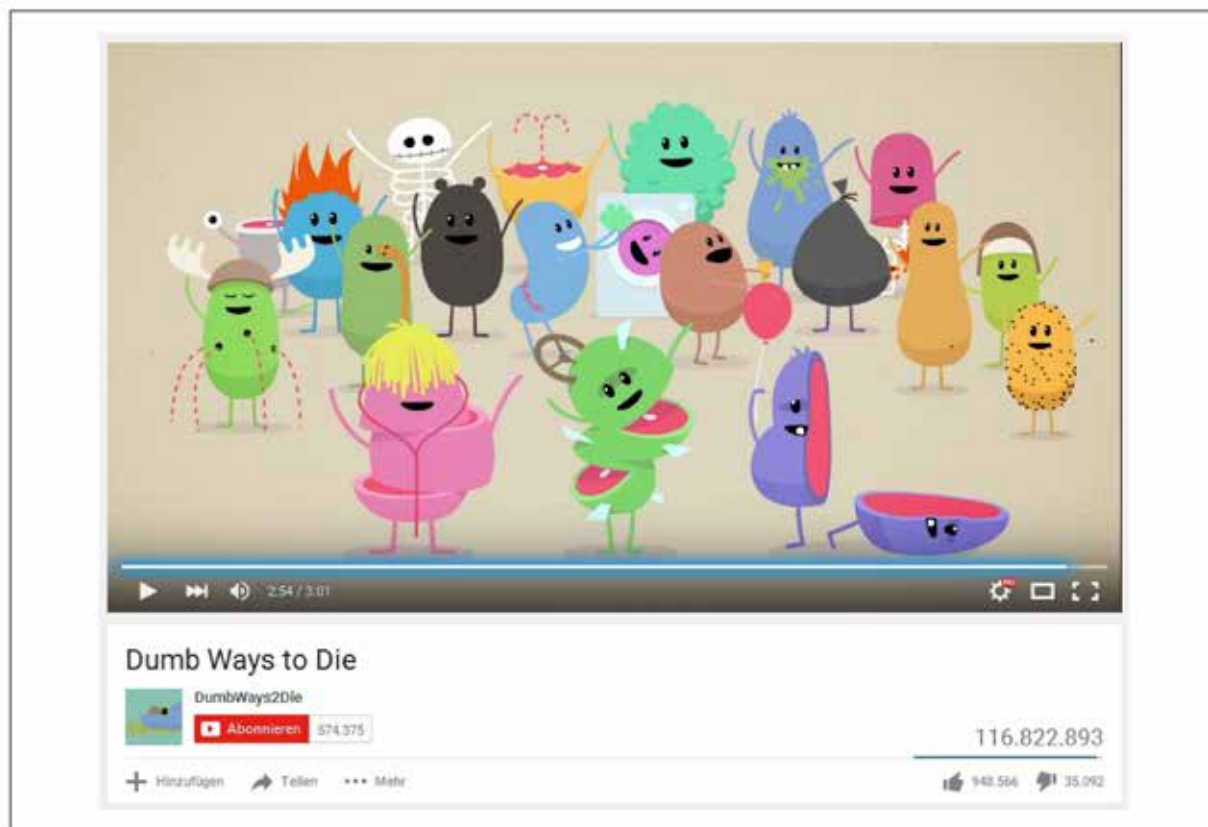 2:54 / 3:01
Dumb Ways to Die
DumbWays2Die
Abonnieren 574.375
116.822.893
Hinzufügen Teilen Mehr 948.566 35.092